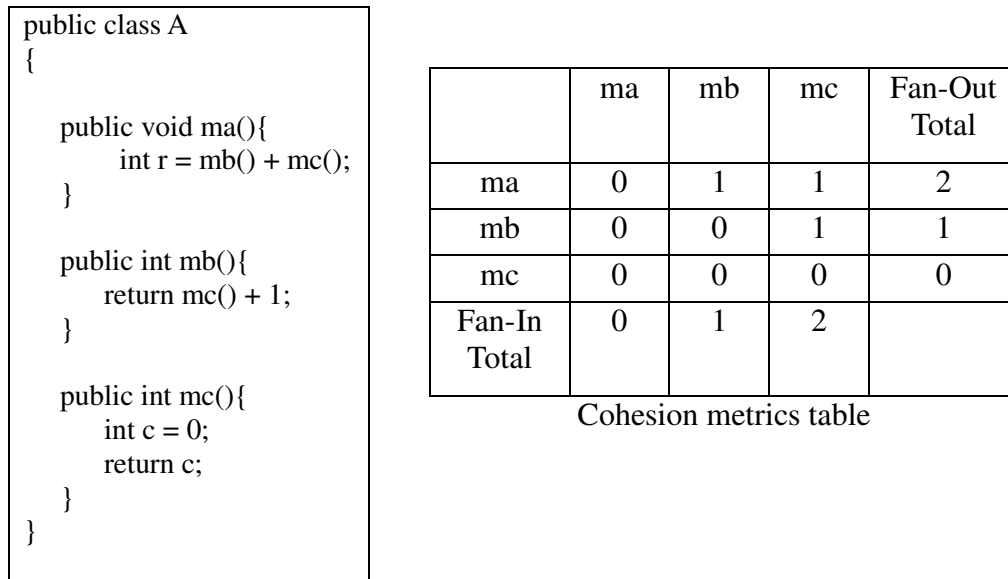 public class A
{
public void ma(){
int r = mb() + mc();
}
public int mb(){
return mc() + 1;
}
public int mc(){
int c = 0;
return c;
}
}
ma mb mc Fan-Out
Total
ma 0 1 1 2
mb 0 0 1 1
mc 0 0 0 0
Fan-In 0 1 2
Total
Cohesion metrics table